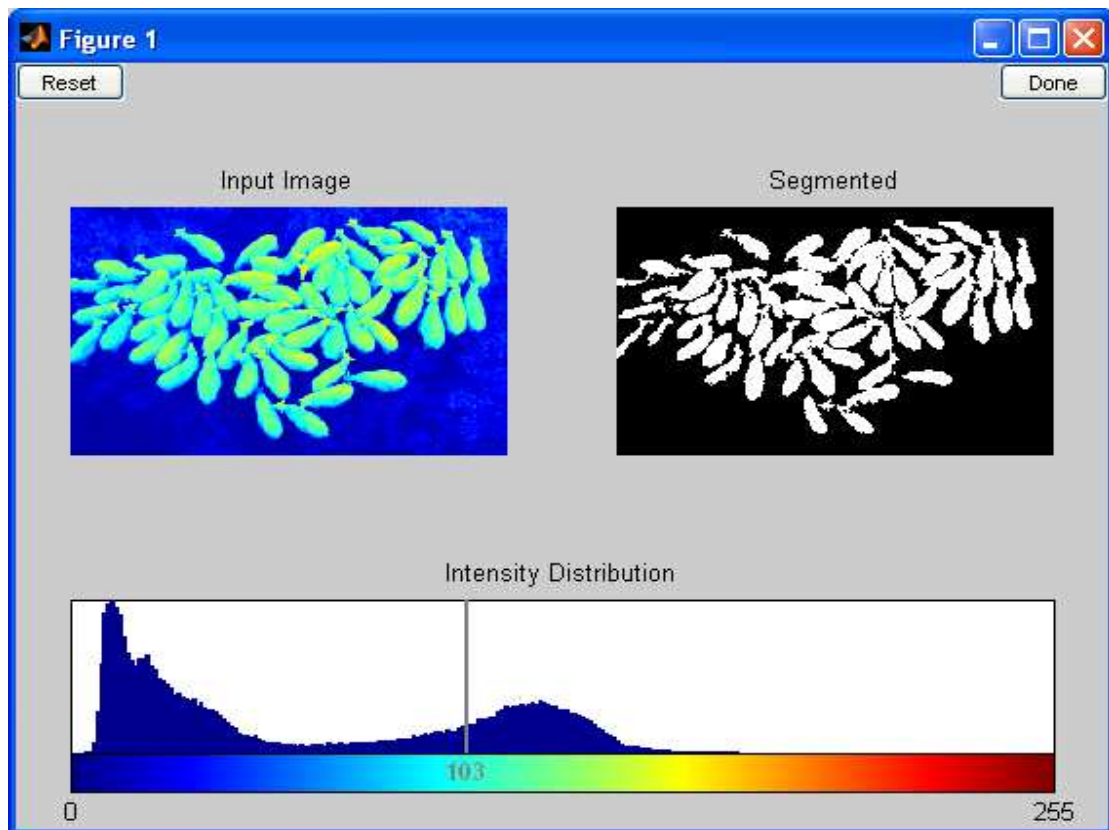 Figure 1
Reset
Done
Input Image
Segmented
Intensity Distribution
103
0
255